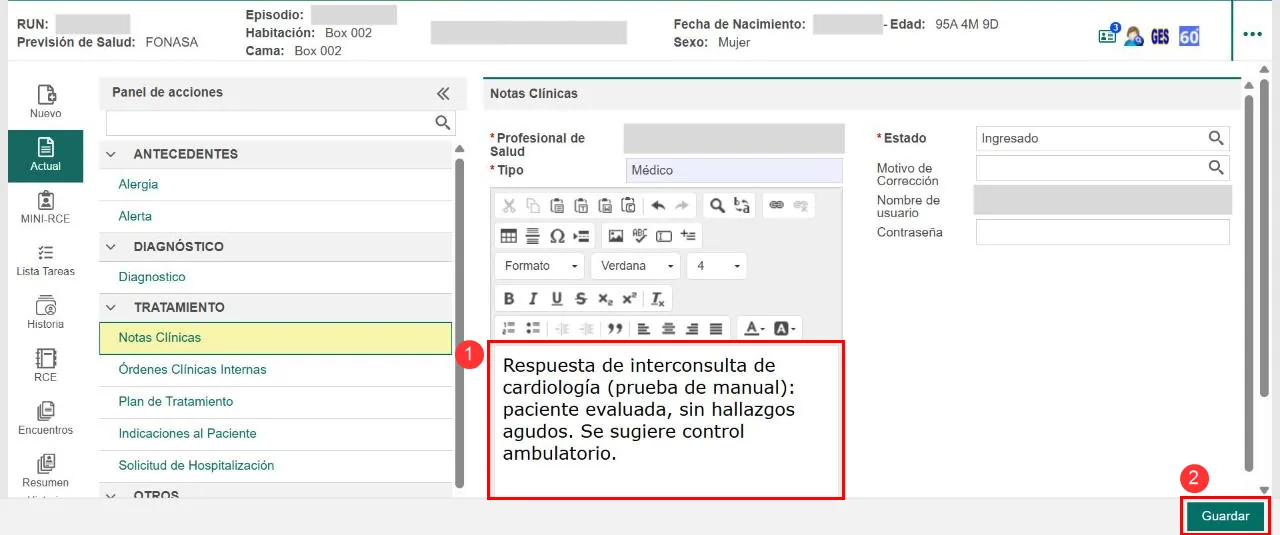 RUN:
Previsión de Salud: FONASA
Episodio:
Habitación: Box 002
Cama: Box 002
Fecha de Nacimiento: - Edad: 95A 4M 9D
Sexo: Mujer
3
GES
60
Nuevo
Actual
MINI-RCE
Lista Tareas
Historia
RCE
Encuentros
Resumen
Panel de acciones
ANTECEDENTES
Alergia
Alerta
DIAGNÓSTICO
Diagnostico
TRATAMIENTO
Notas Clínicas
Órdenes Clínicas Internas
Plan de Tratamiento
Indicaciones al Paciente
Solicitud de Hospitalización
OTROS
Notas Clínicas
*Profesional de
Salud
*Tipo Médico
*Estado Ingresado
Motivo de
Corrección
Nombre de
usuario
Contraseña
Formato Verdana 4
B I U S x₂ x² Tx
A A
1
Respuesta de interconsulta de
cardiología (prueba de manual):
paciente evaluada, sin hallazgos
agudos. Se sugiere control
ambulatorio.
2
Guardar